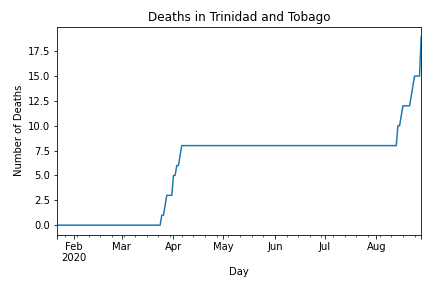 Deaths in Trinidad and Tobago
Number of Deaths
17.5
15.0
12.5
10.0
7.5
5.0
2.5
0.0
Feb Mar Apr May Jun Jul Aug
2020
Day